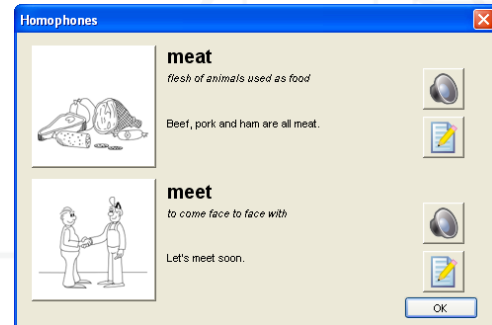 Homophones
meat
flesh of animals used as food
Beef, pork and ham are all meat.
meet
to come face to face with
Let's meet soon.
OK